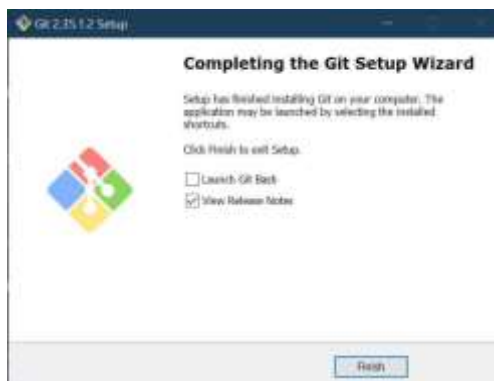 Git 2.35.1.2 Setup
Completing the Git Setup Wizard
Setup has finished installing Git on your computer. The
application may be launched by selecting the installed
shortcuts.
Click Finish to exit Setup.
Launch Git Bash
View Release Notes
Finish